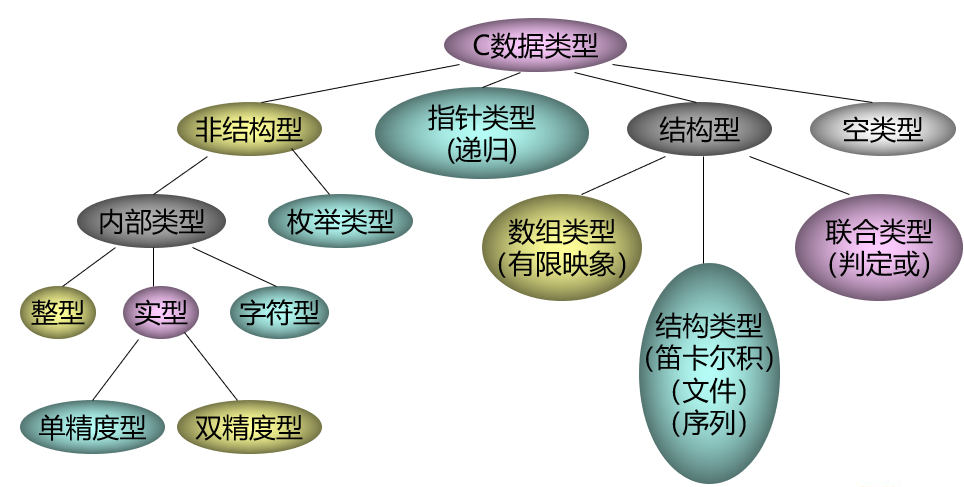 C数据类型
非结构型
指针类型
(递归)
结构型
空类型
内部类型
枚举类型
数组类型
(有限映象)
联合类型
(判定或)
整型
实型
字符型
结构类型
(笛卡尔积)
(文件)
(序列)
单精度型
双精度型